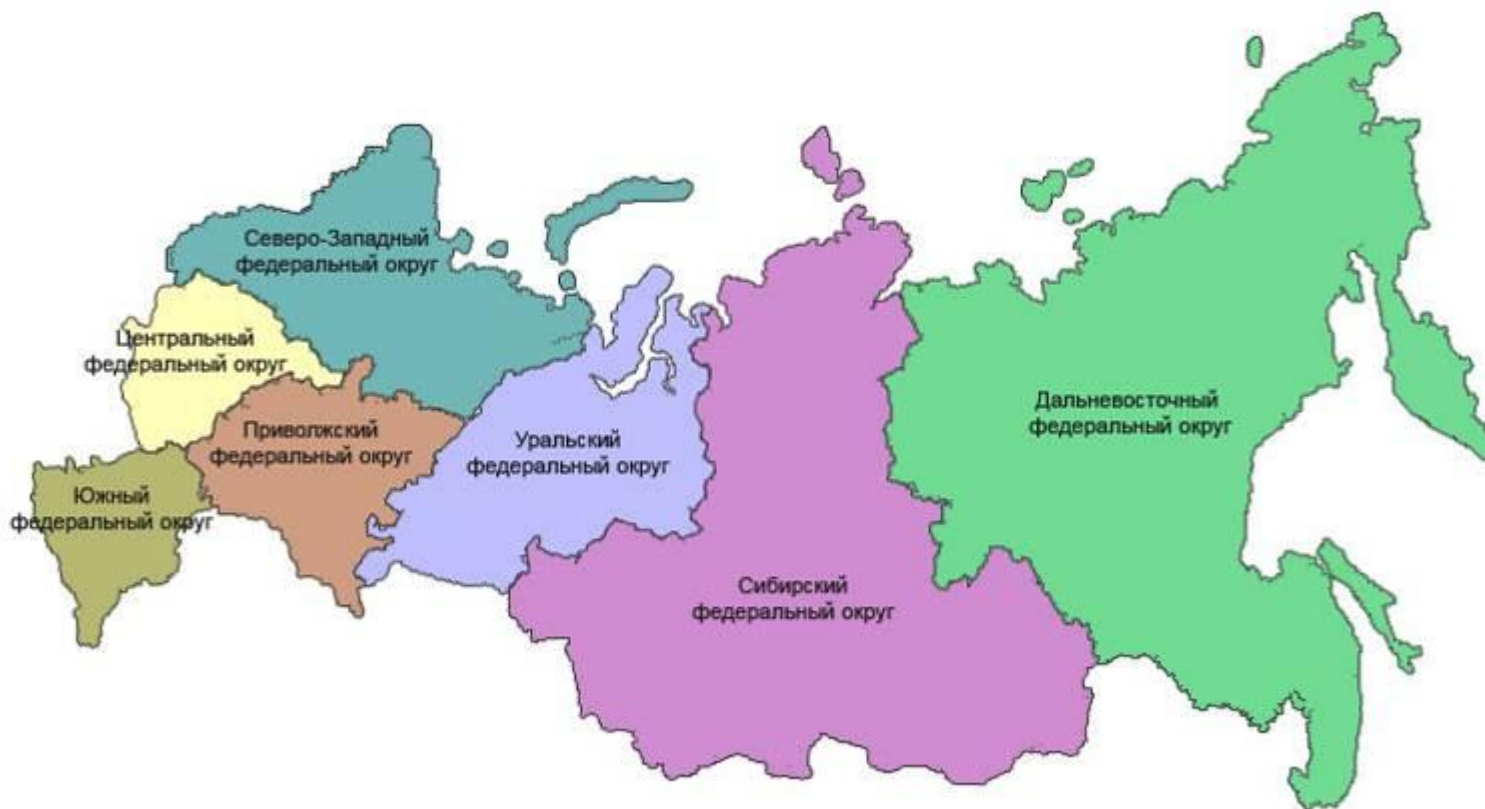 Северо-Западный
федеральный округ
Центральный
федеральный округ
Приволжский
федеральный округ
Уральский
федеральный округ
Южный
федеральный округ
Сибирский
федеральный округ
Дальневосточный
федеральный округ